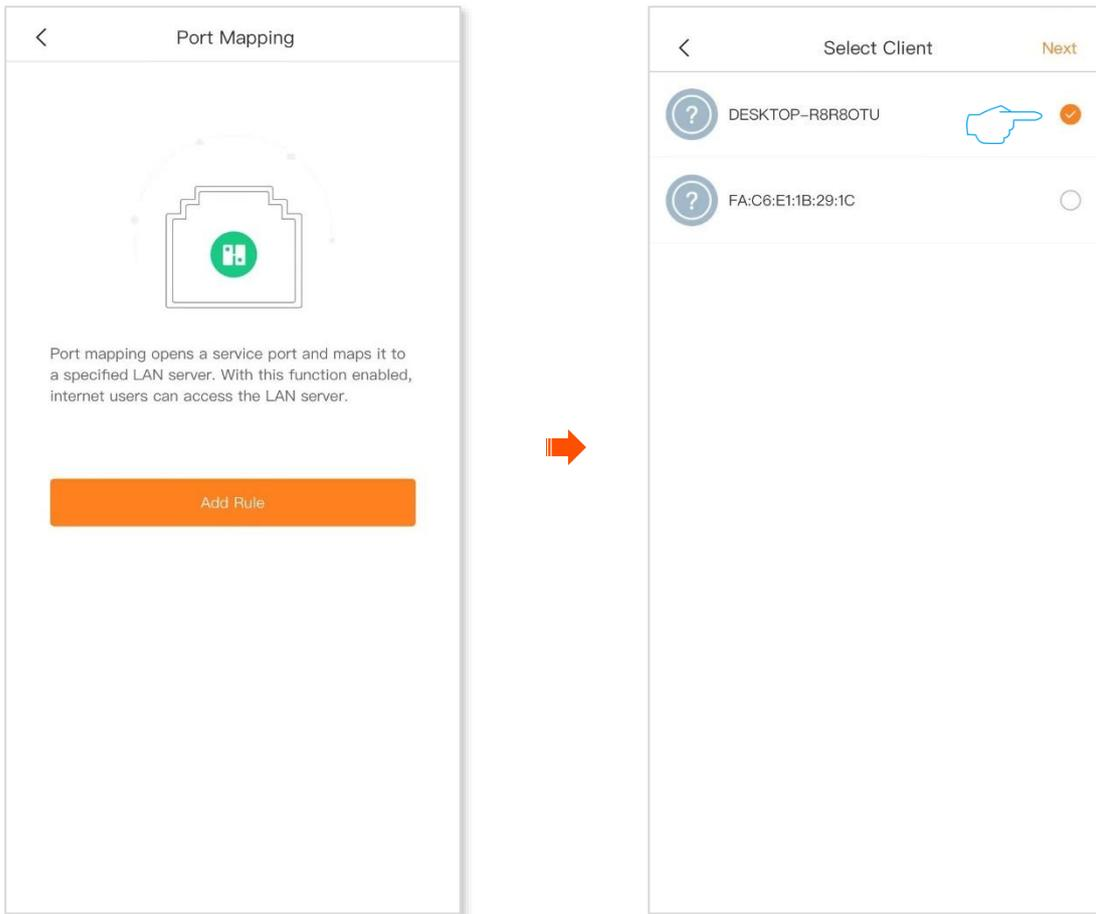 Port Mapping
Port mapping opens a service port and maps it to
a specified LAN server. With this function enabled,
internet users can access the LAN server.
Add Rule
Select Client
Next
DESKTOP-R8R8OTU
FA:C6:E1:1B:29:1C